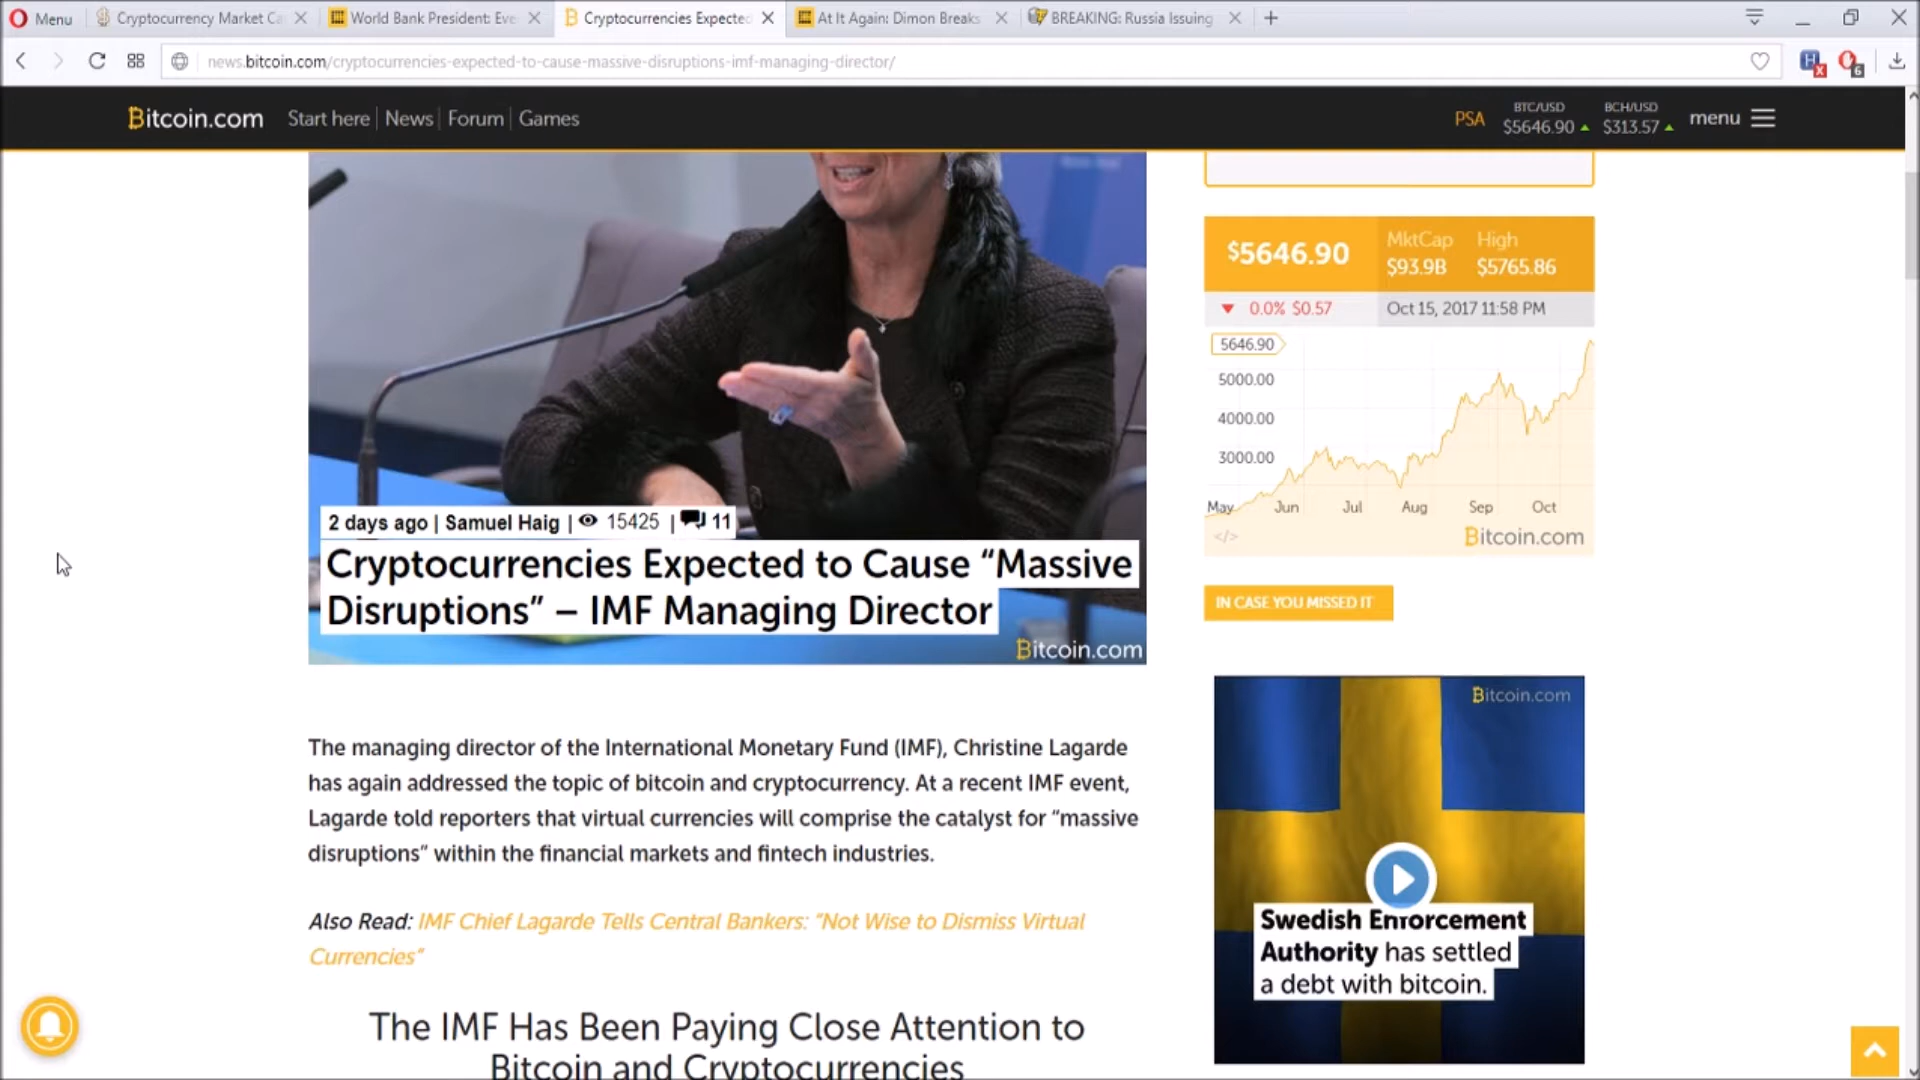 Menu
Cryptocurrency Market Ca
World Bank President: Eve
Cryptocurrencies Expected
At It Again: Dimon Breaks
BREAKING: Russia Issuing
news.bitcoin.com/cryptocurrencies-expected-to-cause-massive-disruptions-imf-managing-director/
6
Bitcoin.com
Start here | News | Forum | Games
PSA
BTC/USD
$5646.90
BCH/USD
$313.57
menu
2 days ago | Samuel Haig | 15425 | 11
Cryptocurrencies Expected to Cause “Massive
Disruptions” – IMF Managing Director
Bitcoin.com
The managing director of the International Monetary Fund (IMF), Christine Lagarde
has again addressed the topic of bitcoin and cryptocurrency. At a recent IMF event,
Lagarde told reporters that virtual currencies will comprise the catalyst for “massive
disruptions” within the financial markets and fintech industries.
Also Read: IMF Chief Lagarde Tells Central Bankers: “Not Wise to Dismiss Virtual
Currencies”
The IMF Has Been Paying Close Attention to
Bitcoin and Cryptocurrencies
$5646.90
MktCap
$93.9B
High
$5765.86
0.0% $0.57
Oct 15, 2017 11:58 PM
5646.90
5000.00
4000.00
3000.00
May Jun Jul Aug Sep Oct
</>
Bitcoin.com
IN CASE YOU MISSED IT
Bitcoin.com
Swedish Enforcement
Authority has settled
a debt with bitcoin.